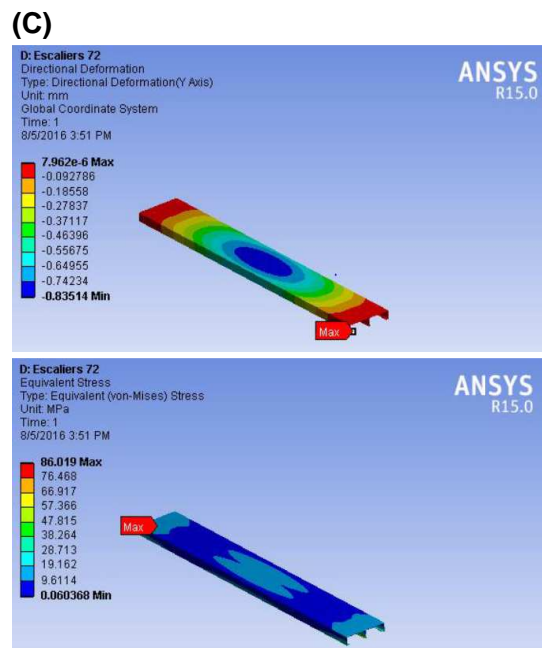 (C)
D: Escaliers 72
Directional Deformation
Type: Directional Deformation(Y Axis)
Unit: mm
Global Coordinate System
Time: 1
8/5/2016 3:51 PM
ANSYS
R15.0
7.962e-6 Max
-0.092786
-0.18558
-0.27837
-0.37117
-0.46396
-0.55675
-0.64955
-0.74234
-0.83514 Min
Max
D: Escaliers 72
Equivalent Stress
Type: Equivalent (von-Mises) Stress
Unit: MPa
Time: 1
8/5/2016 3:51 PM
ANSYS
R15.0
86.019 Max
76.468
66.917
57.366
47.815
38.264
28.713
19.162
9.6114
0.060368 Min
Max